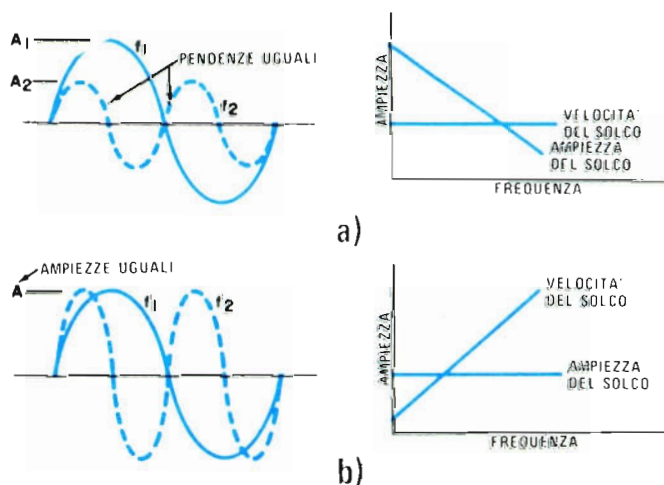 A1
f1
PENDENZE UGUALI
A2
f2
AMPIEZZA
VELOCITA'
DEL SOLCO
AMPIEZZA
DEL SOLCO
FREQUENZA
a)
AMPIEZZE UGUALI
A
f1
f2
AMPIEZZA
VELOCITA'
DEL SOLCO
AMPIEZZA
DEL SOLCO
FREQUENZA
b)